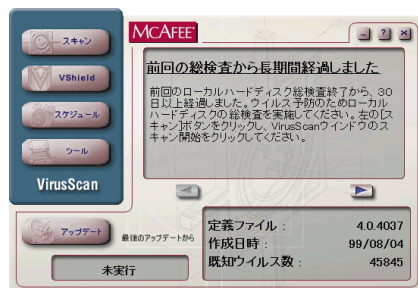 スキャン
VShield
スケジュール
ツール
VirusScan
McAFEE
前回の総検査から長期間経過しました
前回のローカルハードディスク総検査終了から、30
日以上経過しました。ウイルス予防のためローカル
ハードディスクの総検査を実施してください。左の[ス
キャン]ボタンをクリックし、VirusScanウインドウのス
キャン開始をクリックしてください。
アップデート
最後のアップデートから
未実行
定義ファイル： 4.0.4037
作成日時： 99/08/04
既知ウイルス数： 45845